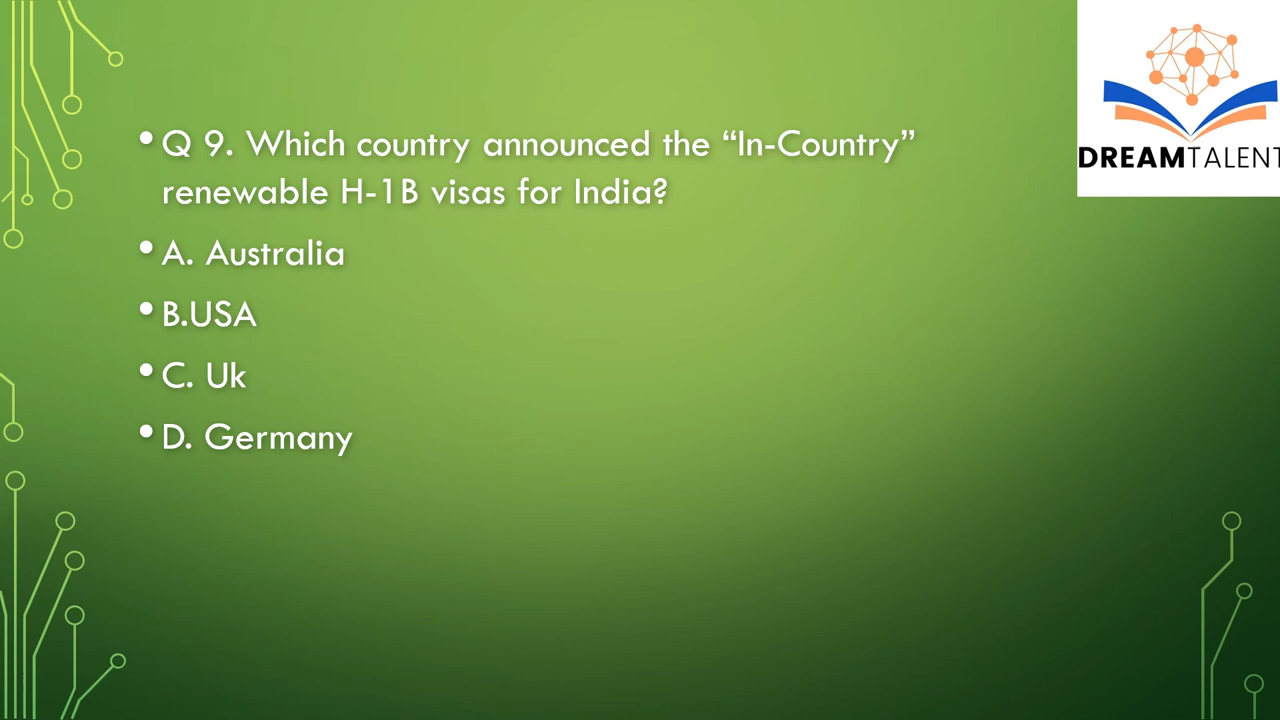 DREAMTALENT
• Q 9. Which country announced the “In-Country”
renewable H-1B visas for India?
• A. Australia
• B.USA
• C. Uk
• D. Germany